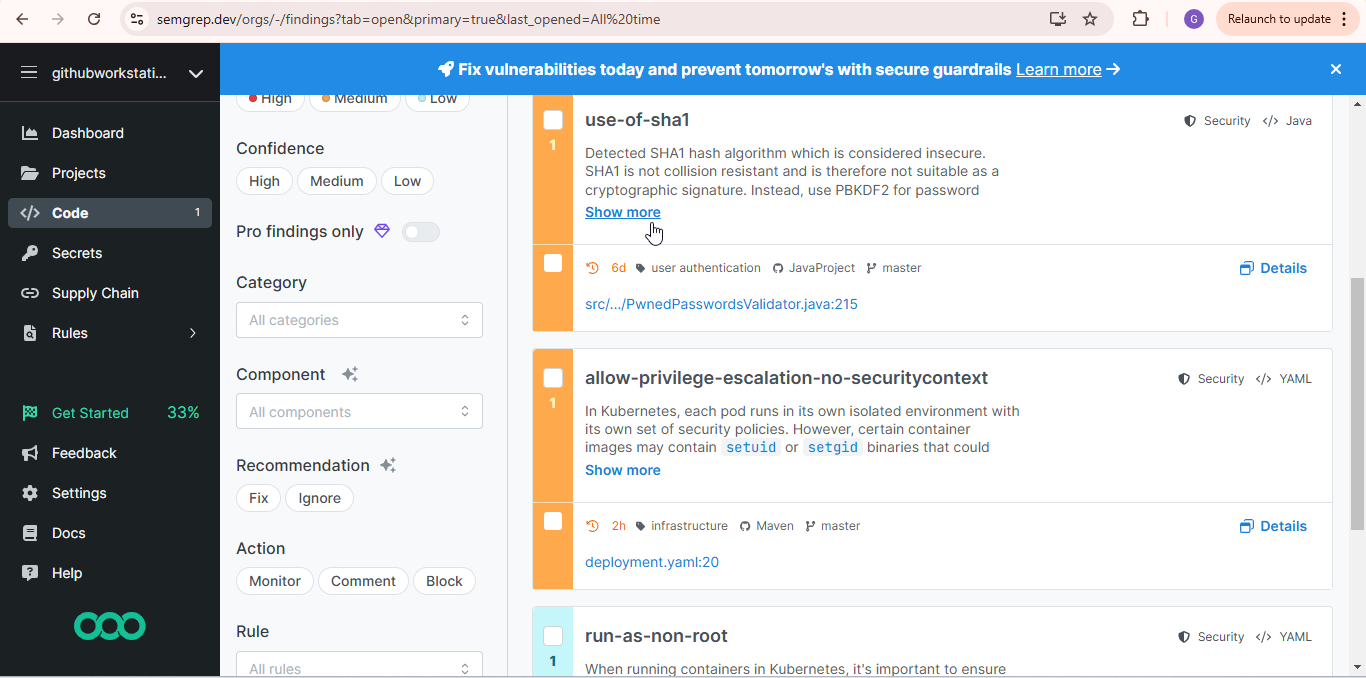 semgrep.dev/orgs/-/findings?tab=open&primary=true&last_opened=All%20time
G
Relaunch to update
githubworkstati...
Fix vulnerabilities today and prevent tomorrow's with secure guardrails Learn more →
Dashboard
Projects
Code 1
Secrets
Supply Chain
Rules
Get Started 33%
Feedback
Settings
Docs
Help
High Medium Low
Confidence
High Medium Low
Pro findings only
Category
All categories
Component
All components
Recommendation
Fix Ignore
Action
Monitor Comment Block
Rule
All rules
1
use-of-sha1
Security </> Java
Detected SHA1 hash algorithm which is considered insecure.
SHA1 is not collision resistant and is therefore not suitable as a
cryptographic signature. Instead, use PBKDF2 for password
Show more
6d user authentication JavaProject master
Details
src/.../PwnedPasswordsValidator.java:215
1
allow-privilege-escalation-no-securitycontext
Security </> YAML
In Kubernetes, each pod runs in its own isolated environment with
its own set of security policies. However, certain container
images may contain setuid or setgid binaries that could
Show more
2h infrastructure Maven master
Details
deployment.yaml:20
1
run-as-non-root
Security </> YAML
When running containers in Kubernetes, it's important to ensure